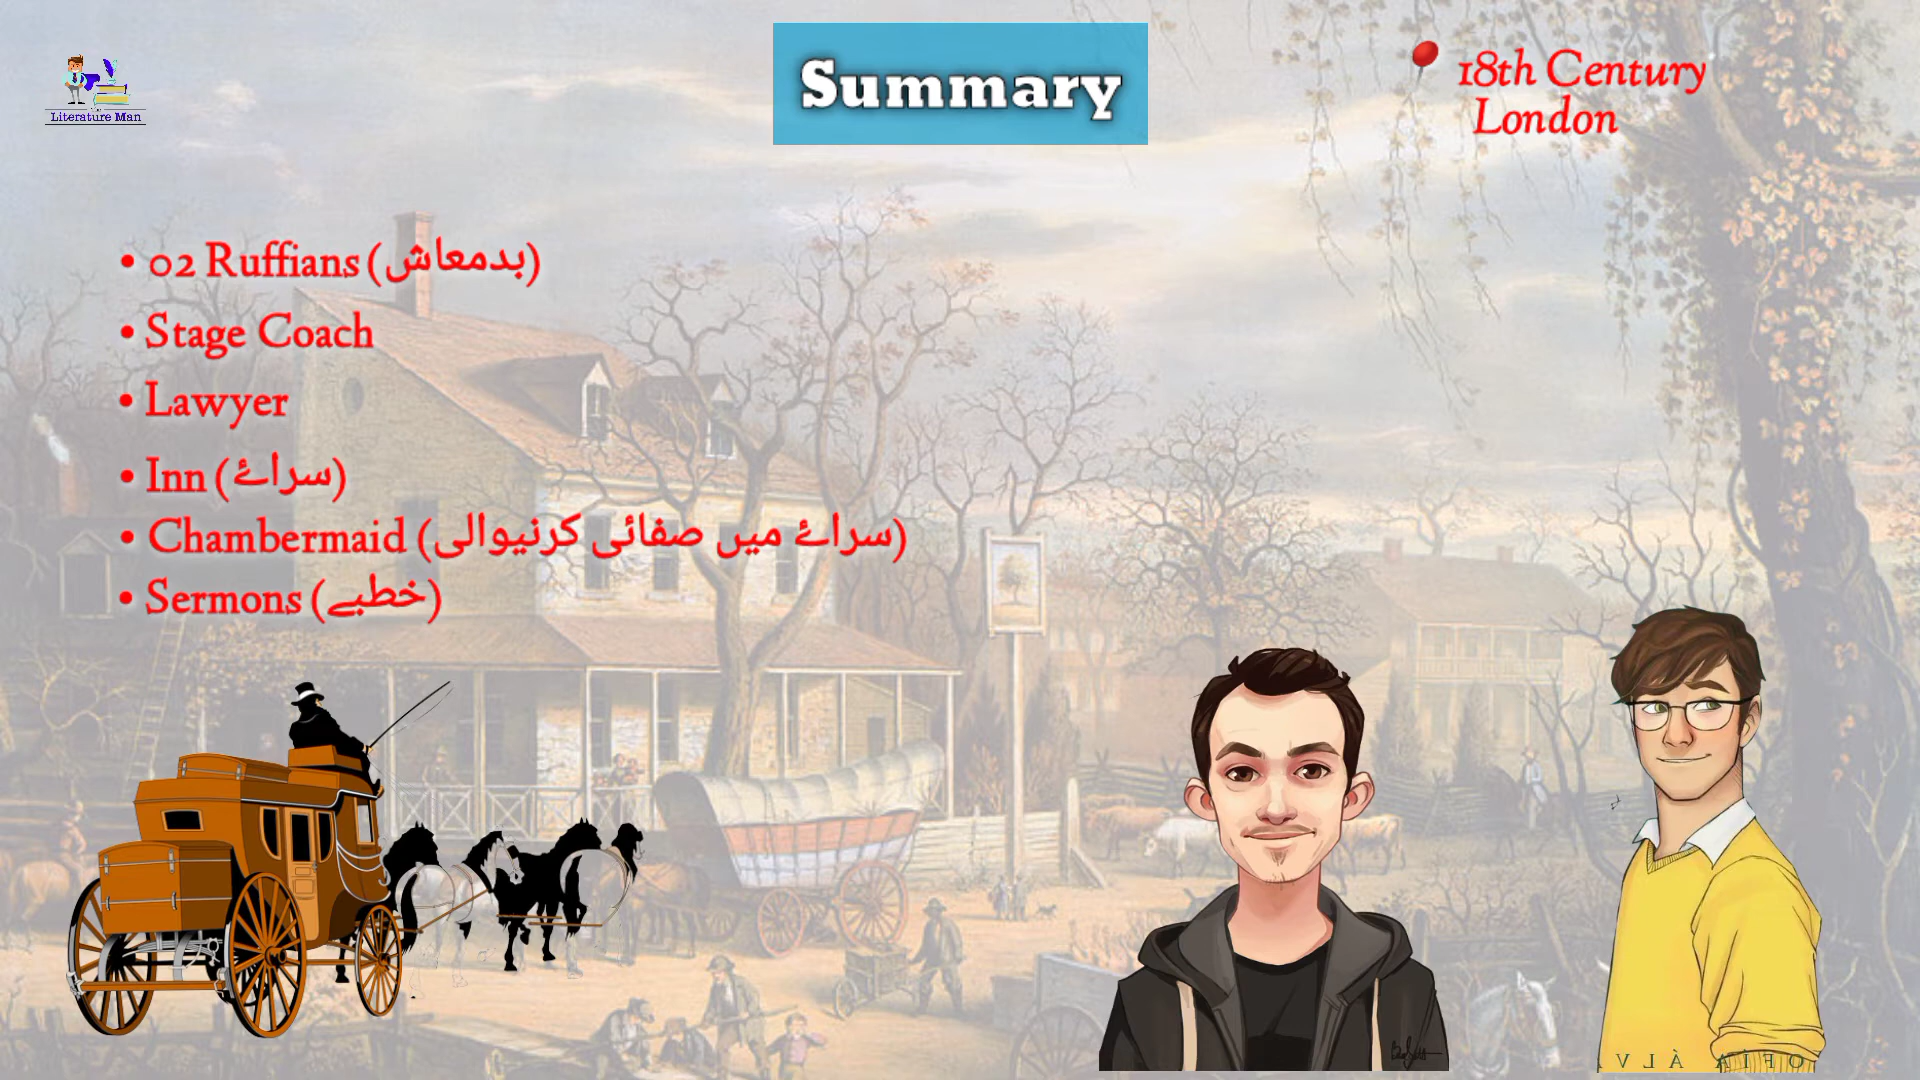 Literature Man
Summary
18th Century
London
• 02 Ruffians (بدمعاش)
• Stage Coach
• Lawyer
• Inn (سرائے)
• Chambermaid (سرائے میں صفائی کرنیوالی)
• Sermons (خطبے)